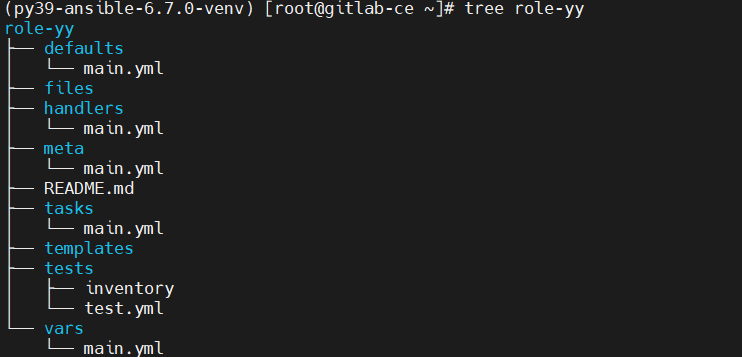 (py39-ansible-6.7.0-venv) [root@gitlab-ce ~]# tree role-yy
role-yy
├── defaults
│   └── main.yml
├── files
├── handlers
│   └── main.yml
├── meta
│   └── main.yml
├── README.md
├── tasks
│   └── main.yml
├── templates
├── tests
│   ├── inventory
│   └── test.yml
└── vars
    └── main.yml